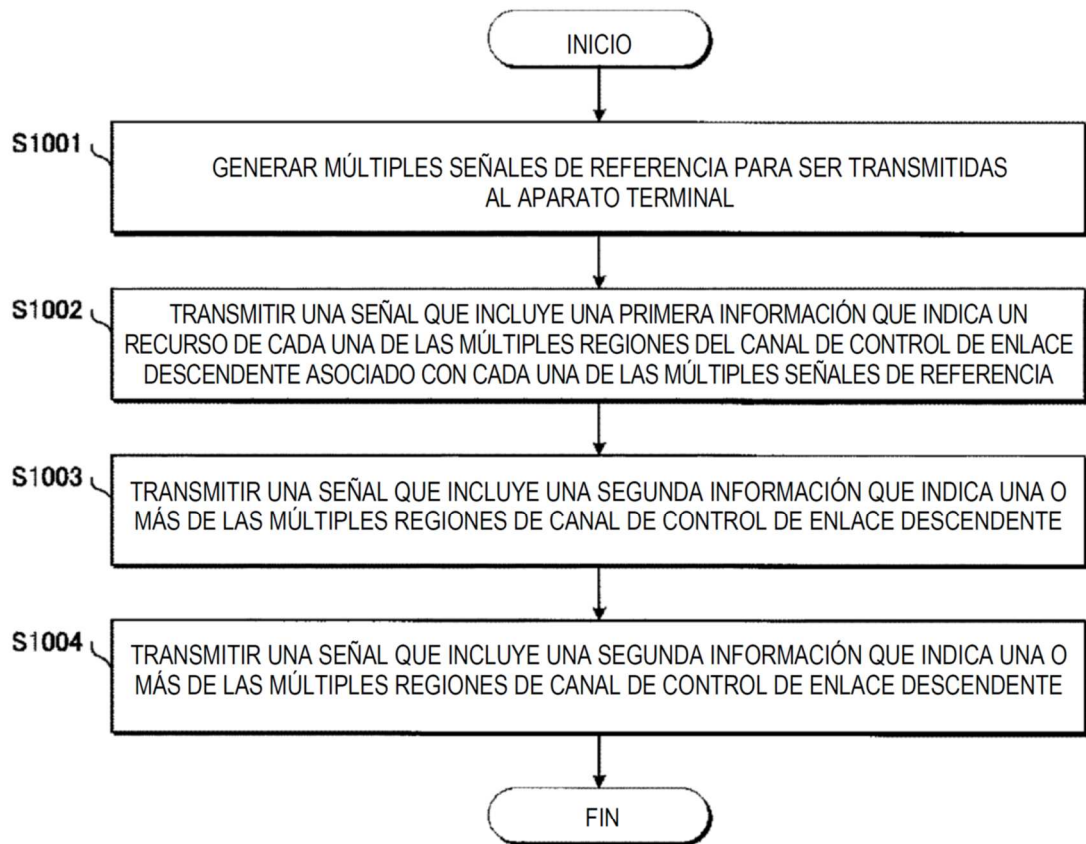 INICIO
S1001
GENERAR MÚLTIPLES SEÑALES DE REFERENCIA PARA SER TRANSMITIDAS
AL APARATO TERMINAL
S1002
TRANSMITIR UNA SEÑAL QUE INCLUYE UNA PRIMERA INFORMACIÓN QUE INDICA UN
RECURSO DE CADA UNA DE LAS MÚLTIPLES REGIONES DEL CANAL DE CONTROL DE ENLACE
DESCENDENTE ASOCIADO CON CADA UNA DE LAS MÚLTIPLES SEÑALES DE REFERENCIA
S1003
TRANSMITIR UNA SEÑAL QUE INCLUYE UNA SEGUNDA INFORMACIÓN QUE INDICA UNA O
MÁS DE LAS MÚLTIPLES REGIONES DE CANAL DE CONTROL DE ENLACE DESCENDENTE
S1004
TRANSMITIR UNA SEÑAL QUE INCLUYE UNA SEGUNDA INFORMACIÓN QUE INDICA UNA O
MÁS DE LAS MÚLTIPLES REGIONES DE CANAL DE CONTROL DE ENLACE DESCENDENTE
FIN